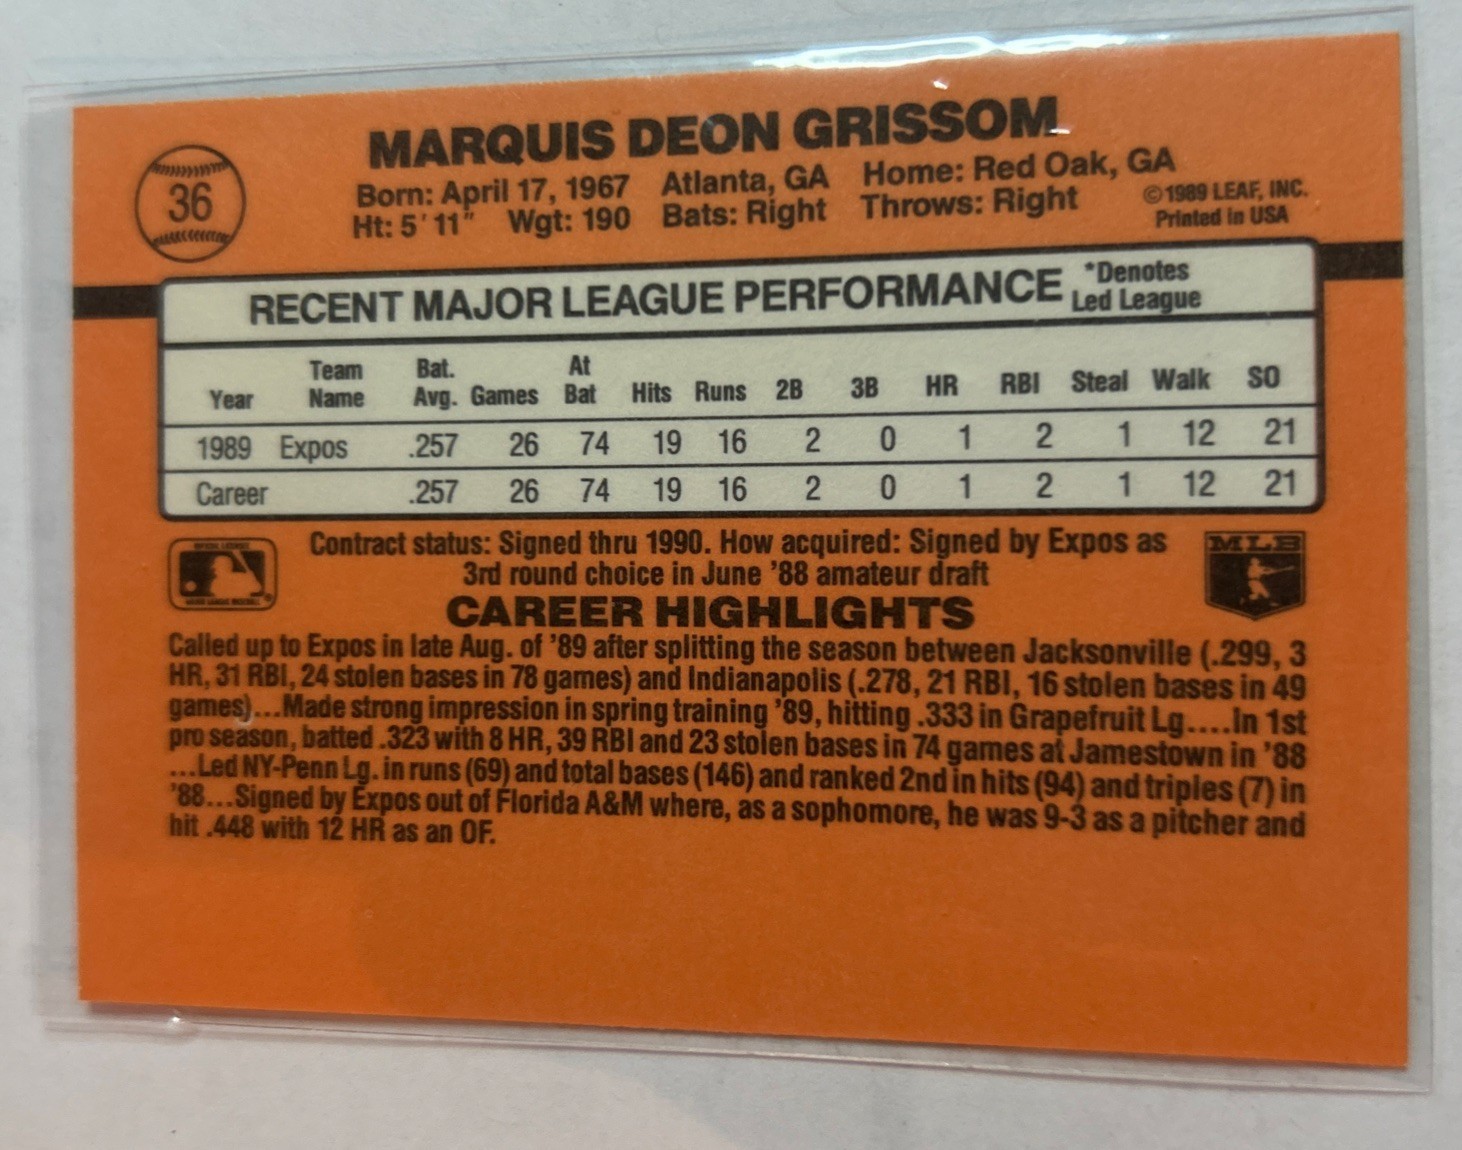 36
MARQUIS DEON GRISSOM
Born: April 17, 1967 Atlanta, GA Home: Red Oak, GA
Ht: 5' 11" Wgt: 190 Bats: Right Throws: Right
©1989 LEAF, INC.
Printed in USA
RECENT MAJOR LEAGUE PERFORMANCE *Denotes
Led League
Year Team Name Bat. Avg. Games At Bat Hits Runs 2B 3B HR RBI Steal Walk SO
1989 Expos .257 26 74 19 16 2 0 1 2 1 12 21
Career .257 26 74 19 16 2 0 1 2 1 12 21
Contract status: Signed thru 1990. How acquired: Signed by Expos as
3rd round choice in June '88 amateur draft
MLB
CAREER HIGHLIGHTS
Called up to Expos in late Aug. of '89 after splitting the season between Jacksonville (.299, 3
HR, 31 RBI, 24 stolen bases in 78 games) and Indianapolis (.278, 21 RBI, 16 stolen bases in 49
games)...Made strong impression in spring training '89, hitting .333 in Grapefruit Lg....In 1st
pro season, batted .323 with 8 HR, 39 RBI and 23 stolen bases in 74 games at Jamestown in '88
...Led NY-Penn Lg. in runs (69) and total bases (146) and ranked 2nd in hits (94) and triples (7) in
'88...Signed by Expos out of Florida A&M where, as a sophomore, he was 9-3 as a pitcher and
hit .448 with 12 HR as an OF.